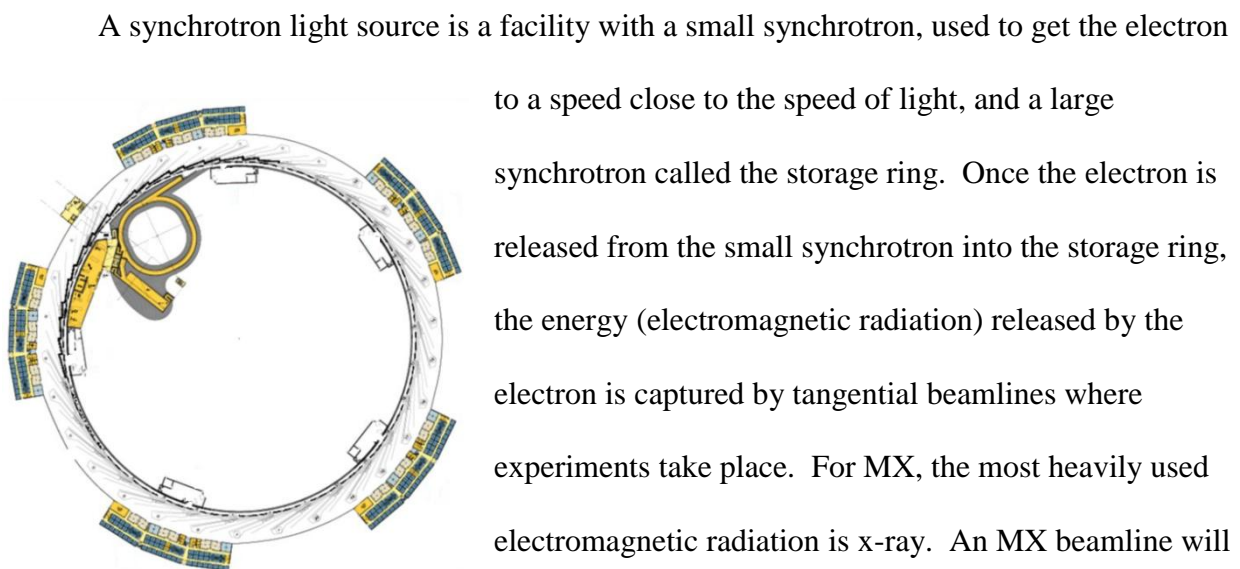 A synchrotron light source is a facility with a small synchrotron, used to get the electron
to a speed close to the speed of light, and a large
synchrotron called the storage ring.  Once the electron is
released from the small synchrotron into the storage ring,
the energy (electromagnetic radiation) released by the
electron is captured by tangential beamlines where
experiments take place.  For MX, the most heavily used
electromagnetic radiation is x-ray.  An MX beamline will